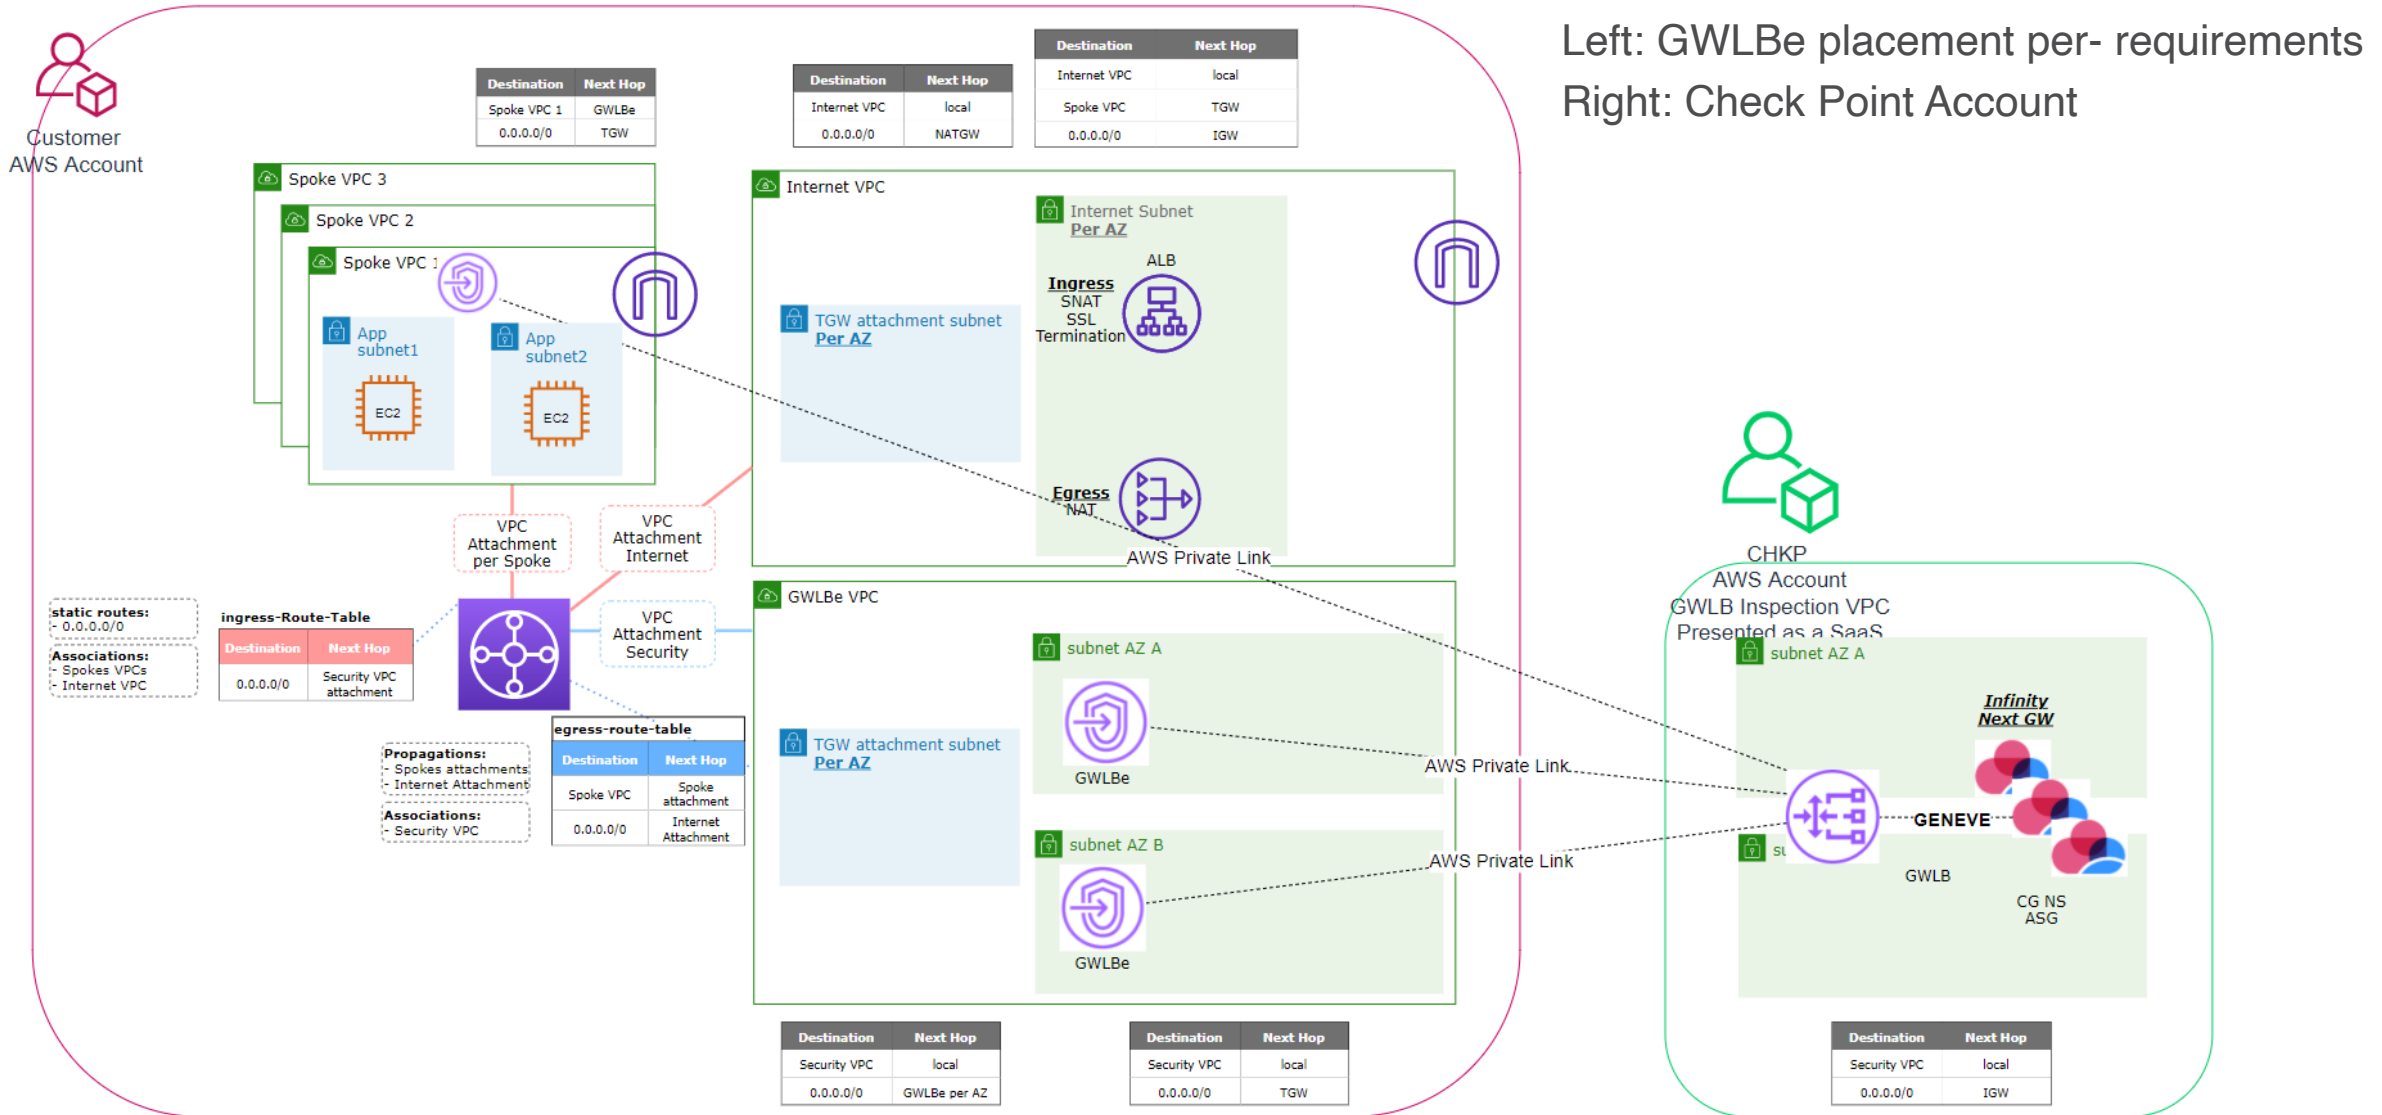 Left: GWLBe placement per- requirements
Right: Check Point Account
Customer
AWS Account
Destination Next Hop
Spoke VPC 1 GWLBe
0.0.0.0/0 TGW
Destination Next Hop
Internet VPC local
0.0.0.0/0 NATGW
Destination Next Hop
Internet VPC local
Spoke VPC TGW
0.0.0.0/0 IGW
Spoke VPC 3
Spoke VPC 2
Spoke VPC 1
App
subnet1
EC2
App
subnet2
EC2
Internet VPC
TGW attachment subnet
Per AZ
Internet Subnet
Per AZ
ALB
Ingress
SNAT
SSL
Termination
Egress
NAT
AWS Private Link
VPC
Attachment
per Spoke
VPC
Attachment
Internet
VPC
Attachment
Security
static routes:
- 0.0.0.0/0
Associations:
- Spokes VPCs
- Internet VPC
ingress-Route-Table
Destination Next Hop
0.0.0.0/0 Security VPC
attachment
Propagations:
- Spokes attachments
- Internet Attachment
Associations:
- Security VPC
egress-route-table
Destination Next Hop
Spoke VPC Spoke
attachment
0.0.0.0/0 Internet
Attachment
GWLBe VPC
TGW attachment subnet
Per AZ
subnet AZ A
GWLBe
AWS Private Link
subnet AZ B
GWLBe
AWS Private Link
Destination Next Hop
Security VPC local
0.0.0.0/0 GWLBe per AZ
Destination Next Hop
Security VPC local
0.0.0.0/0 TGW
CHKP
AWS Account
GWLB Inspection VPC
Presented as a SaaS
subnet AZ A
Infinity
Next GW
GENEVE
GWLB
CG NS
ASG
Destination Next Hop
Security VPC local
0.0.0.0/0 IGW